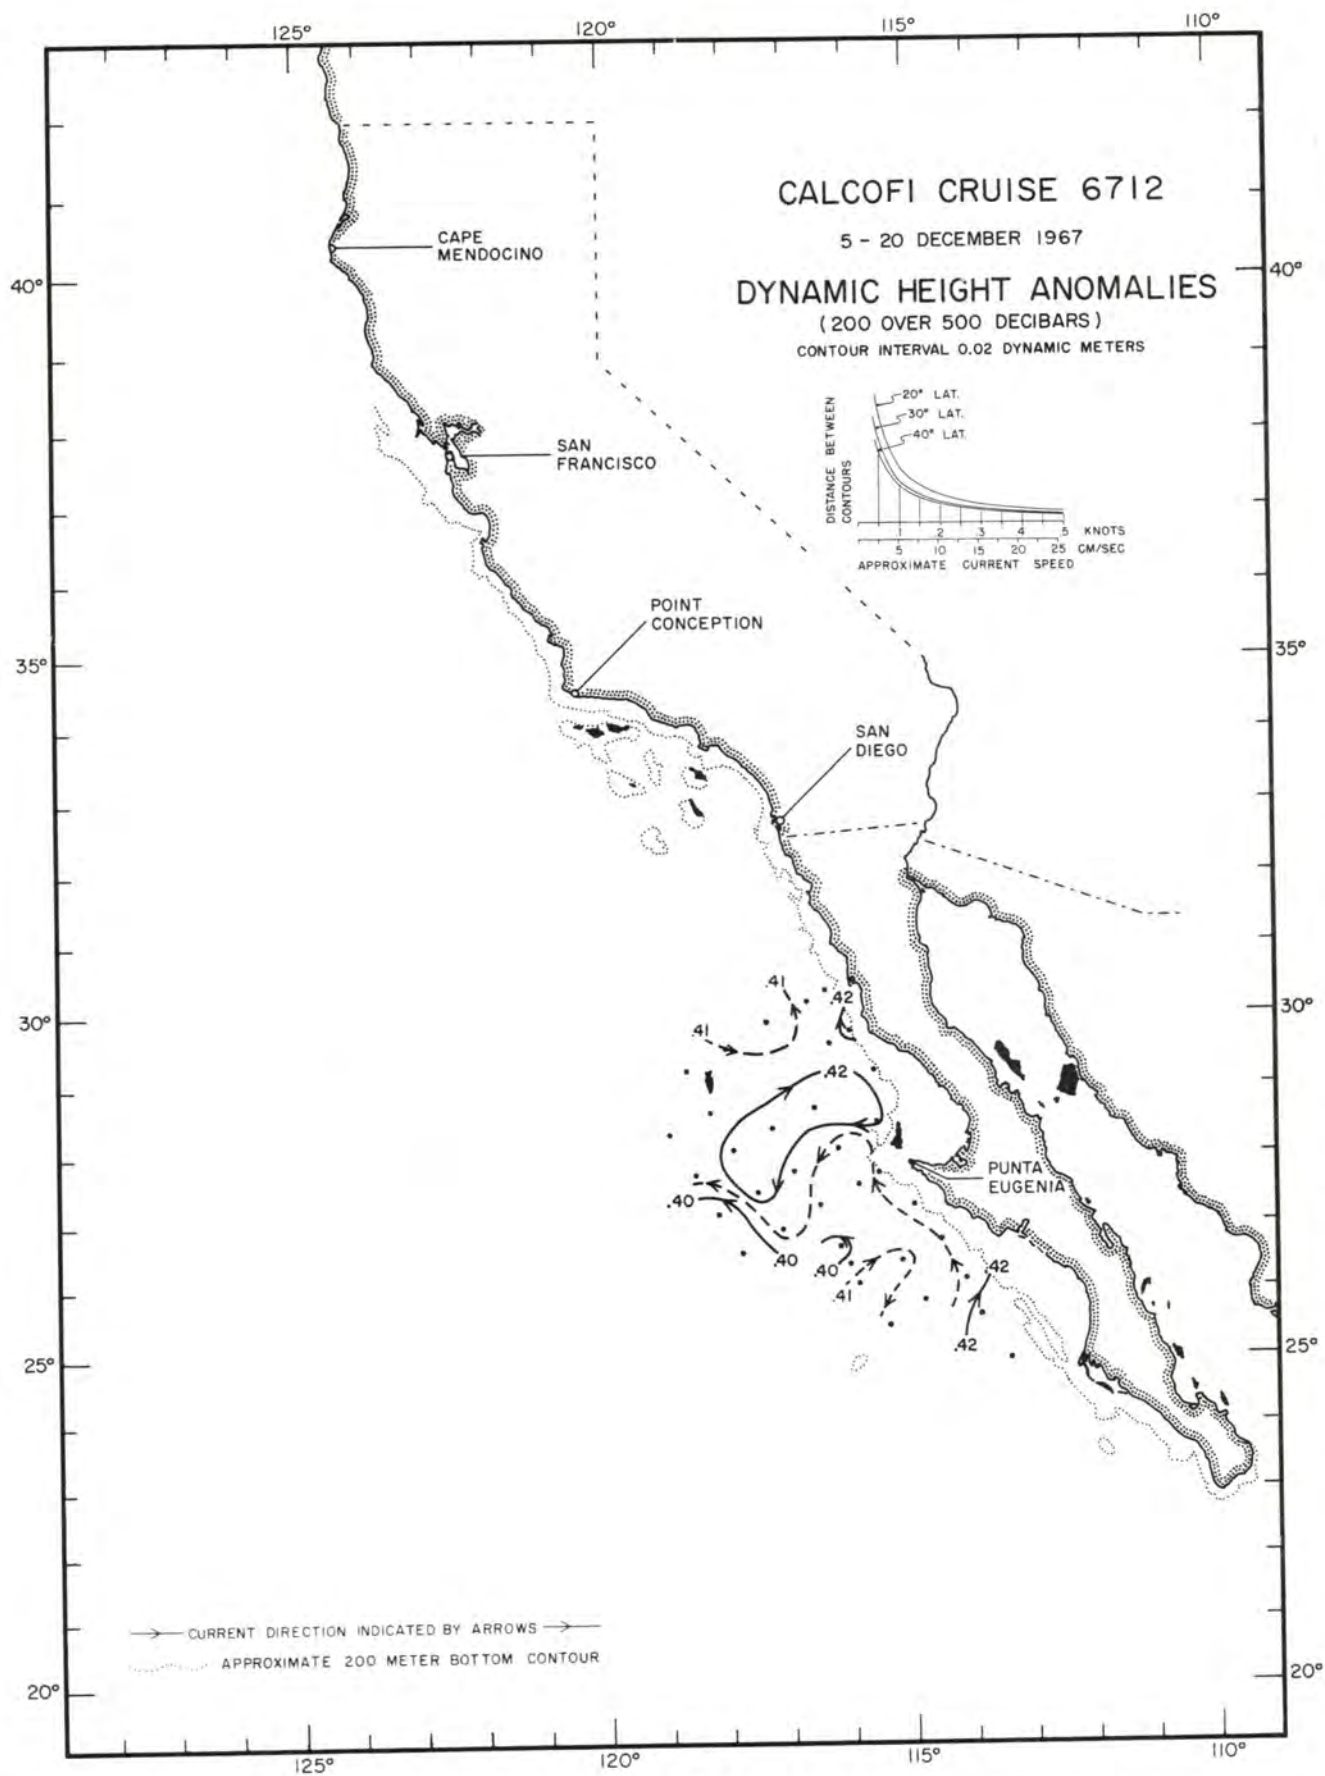 125°
120°
115°
110°
CALCOFI CRUISE 6712
5 - 20 DECEMBER 1967
DYNAMIC HEIGHT ANOMALIES
(200 OVER 500 DECIBARS)
CONTOUR INTERVAL 0.02 DYNAMIC METERS
CAPE
MENDOCINO
40°
40°
DISTANCE BETWEEN
CONTOURS
20° LAT.
30° LAT.
40° LAT.
.1 .2 .3 .4 .5 KNOTS
5 10 15 20 25 CM/SEC
APPROXIMATE CURRENT SPEED
SAN
FRANCISCO
POINT
CONCEPTION
35°
35°
SAN
DIEGO
.41
.42
30°
30°
.41
.42
PUNTA
EUGENIA
.40
.40
.40
.42
.41
.42
25°
25°
CURRENT DIRECTION INDICATED BY ARROWS
APPROXIMATE 200 METER BOTTOM CONTOUR
20°
20°
125°
120°
115°
110°